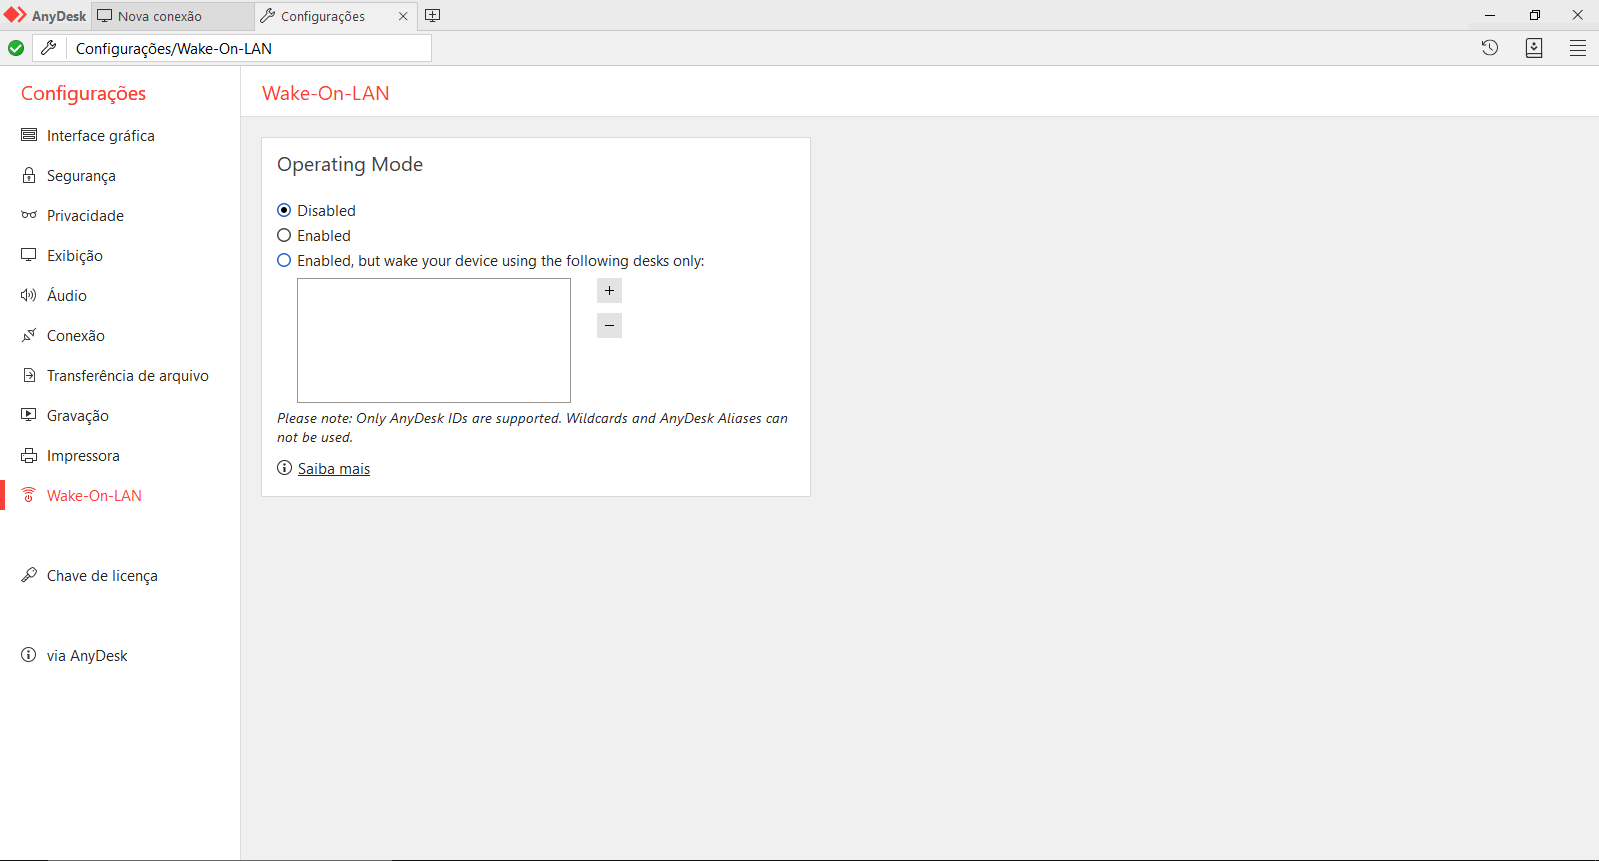 AnyDesk
Nova conexão
Configurações
Configurações/Wake-On-LAN
Configurações
Interface gráfica
Segurança
Privacidade
Exibição
Áudio
Conexão
Transferência de arquivo
Gravação
Impressora
Wake-On-LAN
Chave de licença
via AnyDesk
Wake-On-LAN
Operating Mode
Disabled
Enabled
Enabled, but wake your device using the following desks only:
+
−
Please note: Only AnyDesk IDs are supported. Wildcards and AnyDesk Aliases can
not be used.
Saiba mais